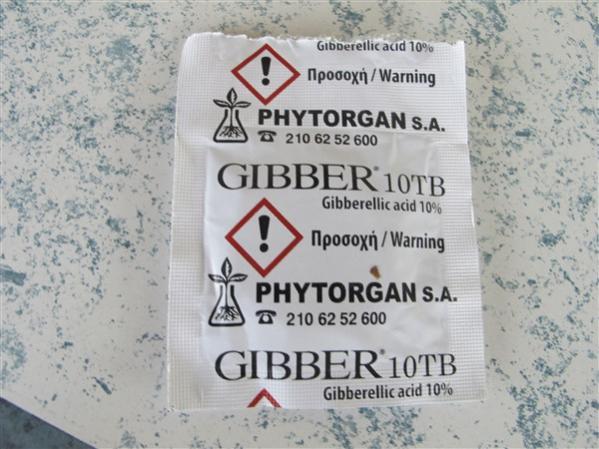 Gibberellic acid 10%
Προσοχή / Warning
PHYTORGAN S.A.
☎ 210 62 52 600
GIBBER® 10TB
Gibberellic acid 10%
Προσοχή / Warning
PHYTORGAN S.A.
☎ 210 62 52 600
GIBBER® 10TB
Gibberellic acid 10%